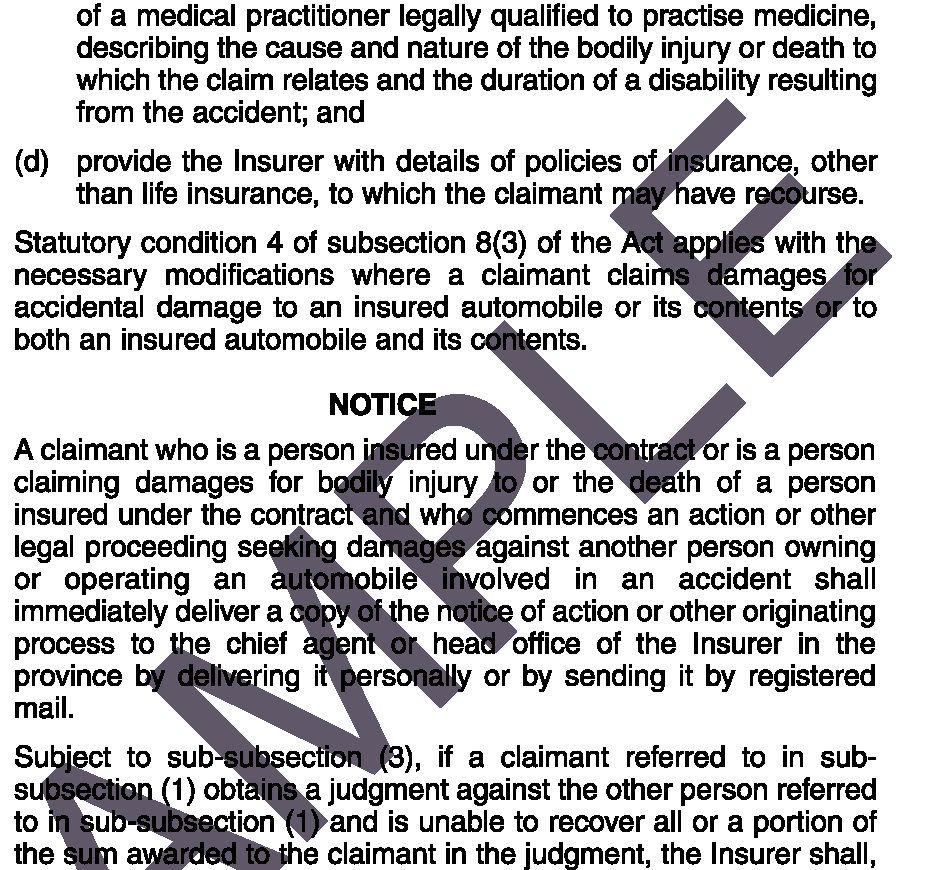 of a medical practitioner legally qualified to practise medicine,
describing the cause and nature of the bodily injury or death to
which the claim relates and the duration of a disability resulting
from the accident; and
(d) provide the Insurer with details of policies of insurance, other
than life insurance, to which the claimant may have recourse.
Statutory condition 4 of subsection 8(3) of the Act applies with the
necessary modifications where a claimant claims damages for
accidental damage to an insured automobile or its contents or to
both an insured automobile and its contents.
NOTICE
A claimant who is a person insured under the contract or is a person
claiming damages for bodily injury to or the death of a person
insured under the contract and who commences an action or other
legal proceeding seeking damages against another person owning
or operating an automobile involved in an accident shall
immediately deliver a copy of the notice of action or other originating
process to the chief agent or head office of the Insurer in the
province by delivering it personally or by sending it by registered
mail.
Subject to sub-subsection (3), if a claimant referred to in sub-
subsection (1) obtains a judgment against the other person referred
to in sub-subsection (1) and is unable to recover all or a portion of
the sum awarded to the claimant in the judgment, the Insurer shall,
AMPLE